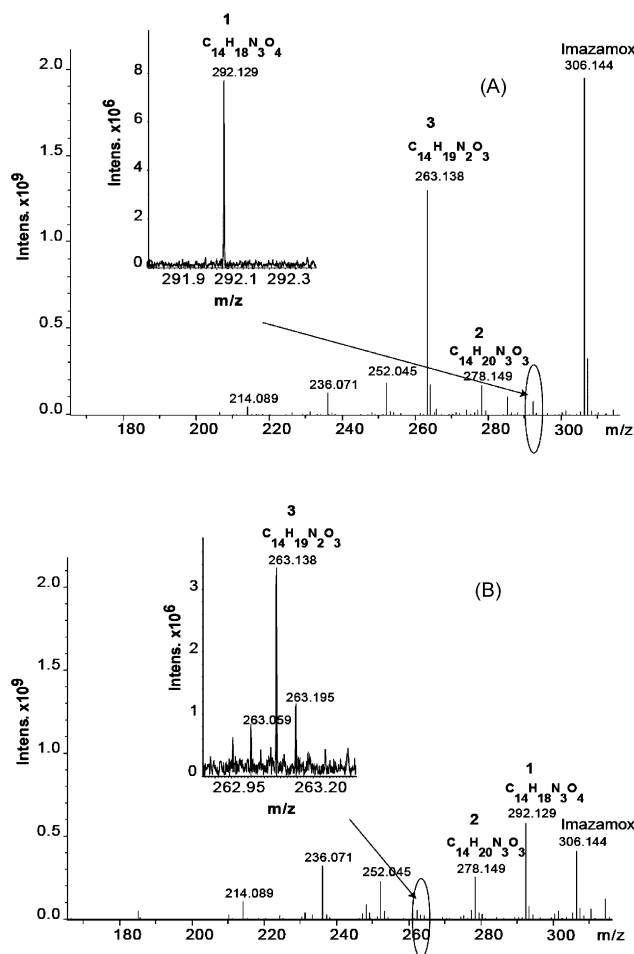 1
C14H18N3O4
292.129
8
6
4
2
0
Intens. x10^6
291.9 292.1 292.3
m/z
(A)
Imazamox
306.144
3
C14H19N2O3
263.138
2
C14H20N3O3
278.149
252.045
236.071
214.089
2.0
1.5
1.0
0.5
0.0
Intens. x10^9
180 200 220 240 260 280 300 m/z
3
C14H19N2O3
263.138
263.195
263.059
3
2
1
0
Intens. x10^6
262.95 263.20
m/z
(B)
1
C14H18N3O4
292.129
Imazamox
306.144
2
C14H20N3O3
278.149
236.071
252.045
214.089
2.0
1.5
1.0
0.5
0.0
Intens. x10^9
180 200 220 240 260 280 300 m/z